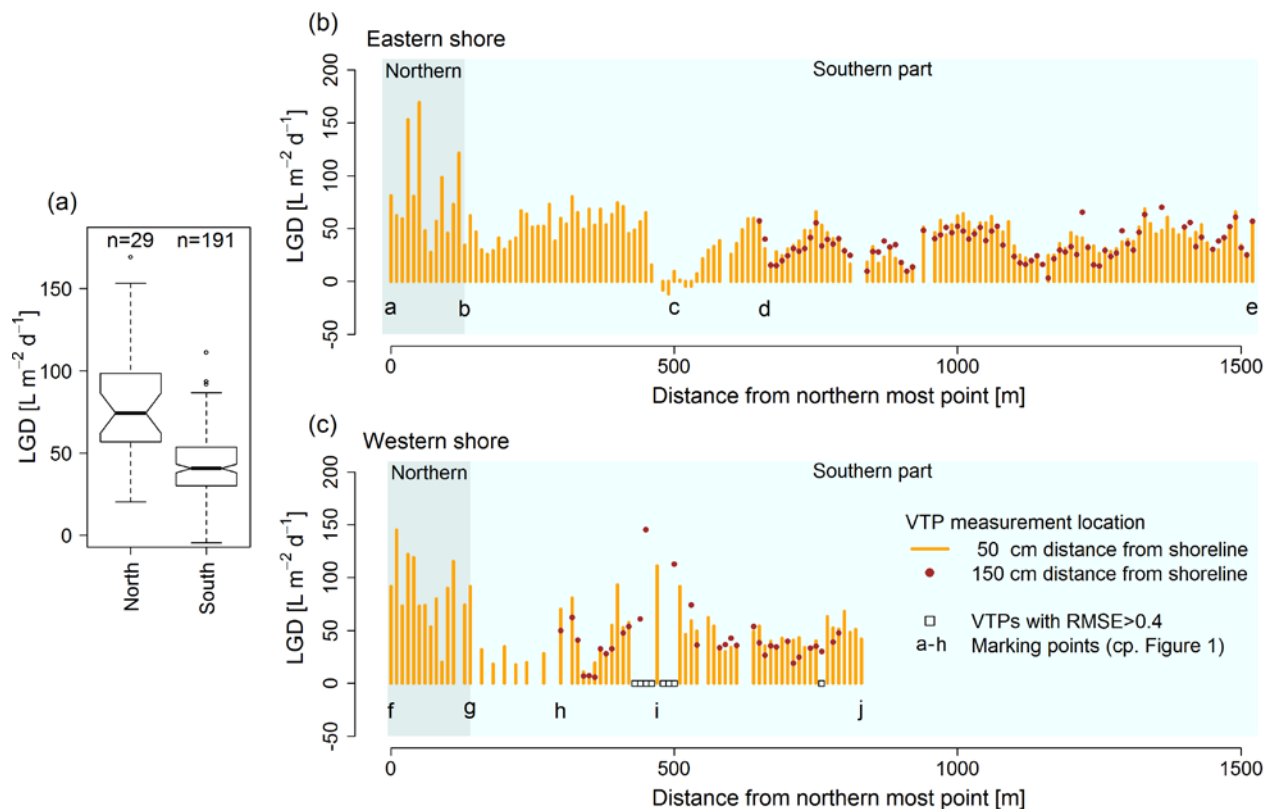 (a)
n=29 n=191
LGD [L m⁻² d⁻¹]
150
100
50
0
North
South
(b)
Eastern shore
Northern
Southern part
LGD [L m⁻² d⁻¹]
200
150
100
50
0
-50
a
b
c
d
e
0
500
1000
1500
Distance from northern most point [m]
(c)
Western shore
Northern
Southern part
LGD [L m⁻² d⁻¹]
200
150
100
50
0
-50
VTP measurement location
50 cm distance from shoreline
150 cm distance from shoreline
VTPs with RMSE>0.4
a-h Marking points (cp. Figure 1)
f
g
h
i
j
0
500
1000
1500
Distance from northern most point [m]